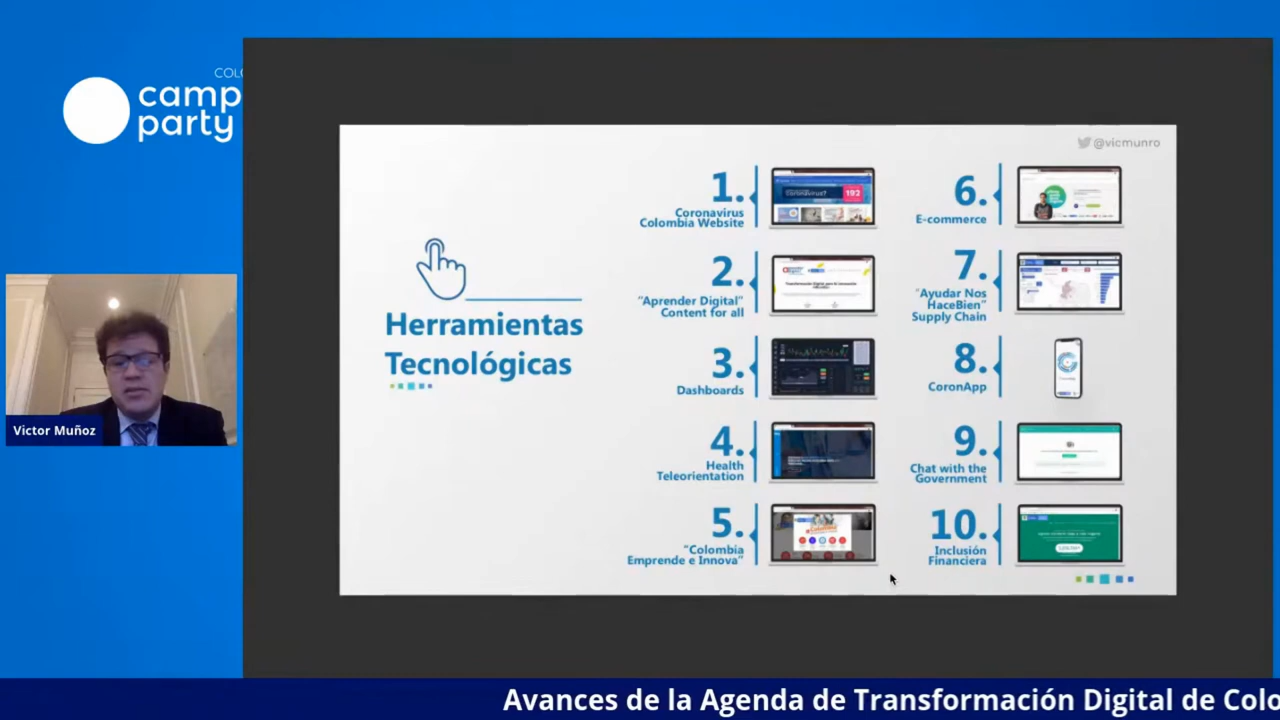 COLO
camp
party
@vicmunro
Herramientas
Tecnológicas
1.
Coronavirus
Colombia Website
2.
"Aprender Digital"
Content for all
3.
Dashboards
4.
Health
Teleorientation
5.
"Colombia
Emprende e Innova"
6.
E-commerce
7.
"Ayudar Nos
HaceBien"
Supply Chain
8.
CoronApp
9.
Chat with the
Government
10.
Inclusión
Financiera
Victor Muñoz
Avances de la Agenda de Transformación Digital de Colo